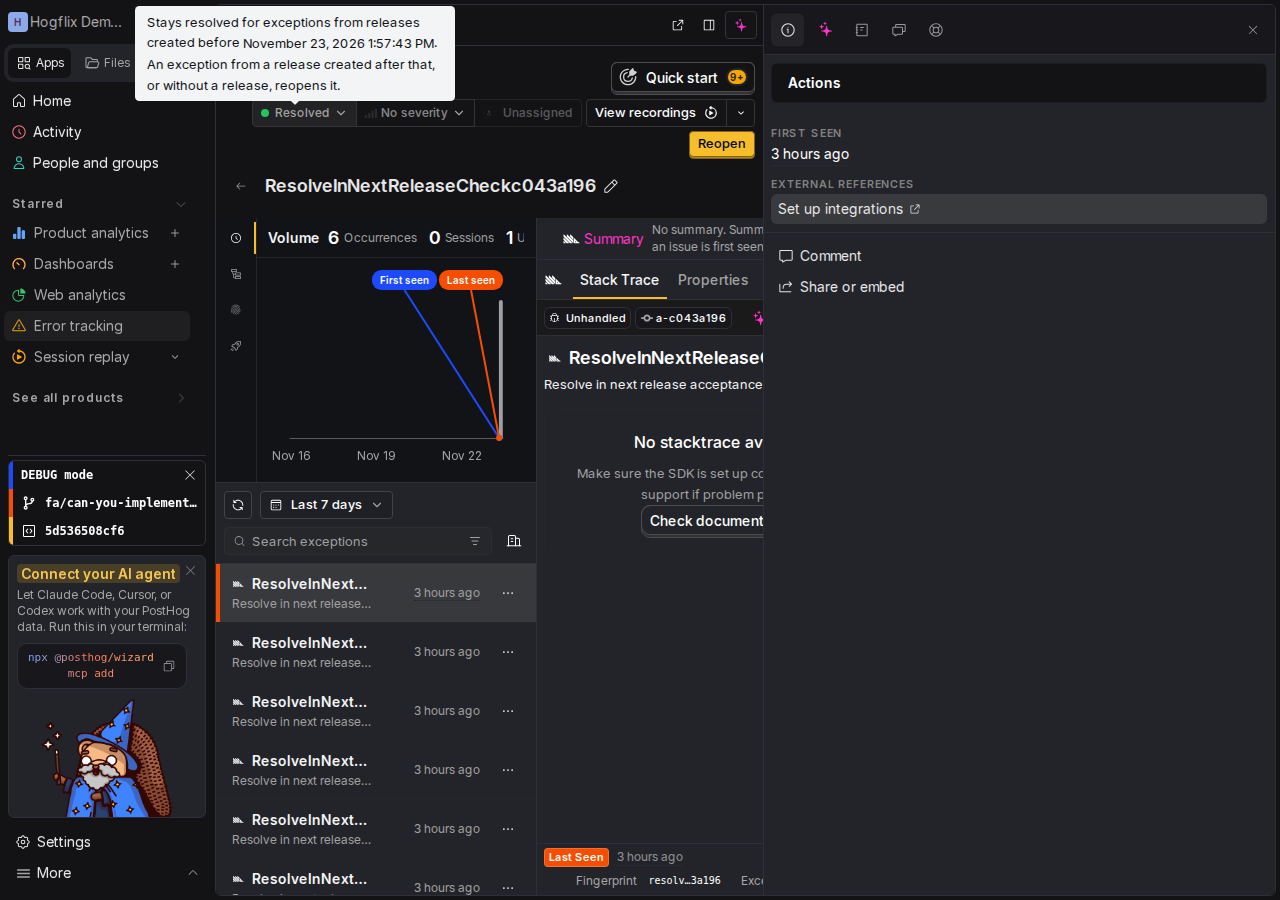 H Hogflix Dem...
Apps
Files
Home
Activity
People and groups
Starred
Product analytics
Dashboards
Web analytics
Error tracking
Session replay
See all products
DEBUG mode
fa/can-you-implement...
5d536508cf6
Connect your AI agent
Let Claude Code, Cursor, or
Codex work with your PostHog
data. Run this in your terminal:
npx @posthog/wizard
mcp add
Settings
More
Stays resolved for exceptions from releases
created before November 23, 2026 1:57:43 PM.
An exception from a release created after that,
or without a release, reopens it.
Quick start 9+
Resolved
No severity
Unassigned
View recordings
Reopen
ResolveInNextReleaseCheckc043a196
Volume 6 Occurrences 0 Sessions 1 U
First seen
Last seen
Nov 16
Nov 19
Nov 22
Last 7 days
Search exceptions
ResolveInNext...
Resolve in next release...
3 hours ago
ResolveInNext...
Resolve in next release...
3 hours ago
ResolveInNext...
Resolve in next release...
3 hours ago
ResolveInNext...
Resolve in next release...
3 hours ago
ResolveInNext...
Resolve in next release...
3 hours ago
ResolveInNext...
3 hours ago
Summary
No summary. Summ
an issue is first seen
Stack Trace
Properties
Unhandled
a-c043a196
ResolveInNextReleaseC
Resolve in next release acceptance
No stacktrace av
Make sure the SDK is set up co
support if problem p
Check document
Last Seen
3 hours ago
Fingerprint resolv…3a196 Exce
Actions
FIRST SEEN
3 hours ago
EXTERNAL REFERENCES
Set up integrations
Comment
Share or embed